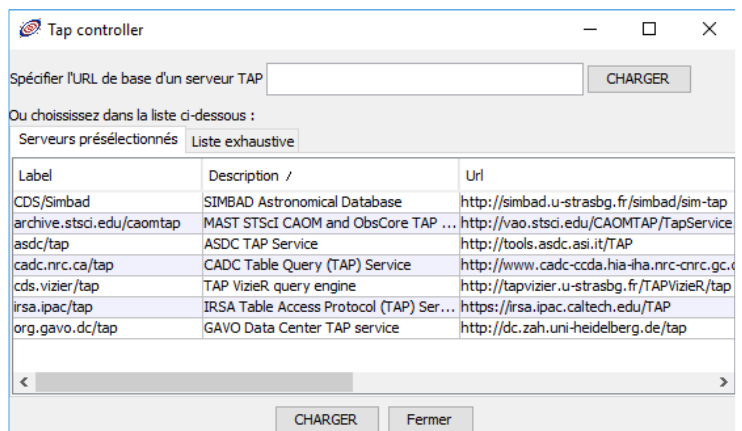 Tap controller
Spécifier l'URL de base d'un serveur TAP CHARGER
Ou choississez dans la liste ci-dessous :
Serveurs présélectionnés Liste exhaustive
Label Description / Url
CDS/Simbad SIMBAD Astronomical Database http://simbad.u-strasbg.fr/simbad/sim-tap
archive.stsci.edu/caomtap MAST STScI CAOM and ObsCore TAP ... http://vao.stsci.edu/CAOMTAP/TapService
asdc/tap ASDC TAP Service http://tools.asdc.asi.it/TAP
cadc.nrc.ca/tap CADC Table Query (TAP) Service http://www.cadc-ccda.hia-iha.nrc-cnrc.gc.c
cds.vizier/tap TAP VizieR query engine http://tapvizier.u-strasbg.fr/TAPVizieR/tap
irsa.ipac/tap IRSA Table Access Protocol (TAP) Ser... https://irsa.ipac.caltech.edu/TAP
org.gavo.dc/tap GAVO Data Center TAP service http://dc.zah.uni-heidelberg.de/tap
CHARGER Fermer